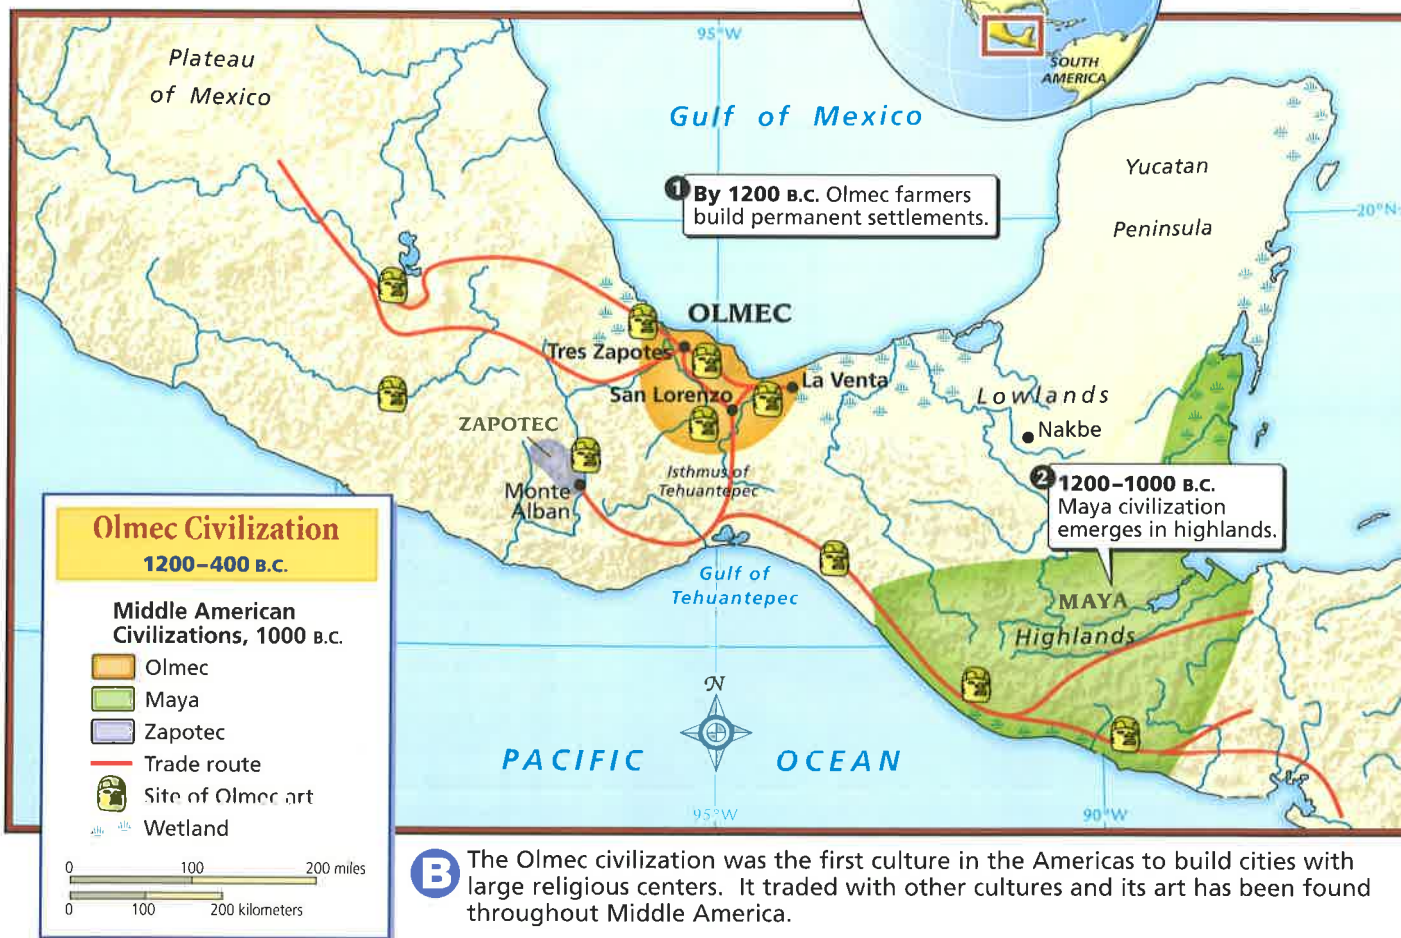 SOUTH
AMERICA
95°W
Plateau
of Mexico
Gulf of Mexico
Yucatan
Peninsula
1 By 1200 B.C. Olmec farmers
build permanent settlements.
20°N
OLMEC
Tres Zapotes
La Venta
San Lorenzo
Lowlands
Nakbe
ZAPOTEC
Isthmus of
Tehuantepec
Monte
Alban
2 1200–1000 B.C.
Maya civilization
emerges in highlands.
Gulf of
Tehuantepec
MAYA
Highlands
N
PACIFIC OCEAN
95°W
90°W
Olmec Civilization
1200–400 B.C.
Middle American
Civilizations, 1000 B.C.
Olmec
Maya
Zapotec
Trade route
Site of Olmec art
Wetland
0 100 200 miles
0 100 200 kilometers
B The Olmec civilization was the first culture in the Americas to build cities with
large religious centers. It traded with other cultures and its art has been found
throughout Middle America.